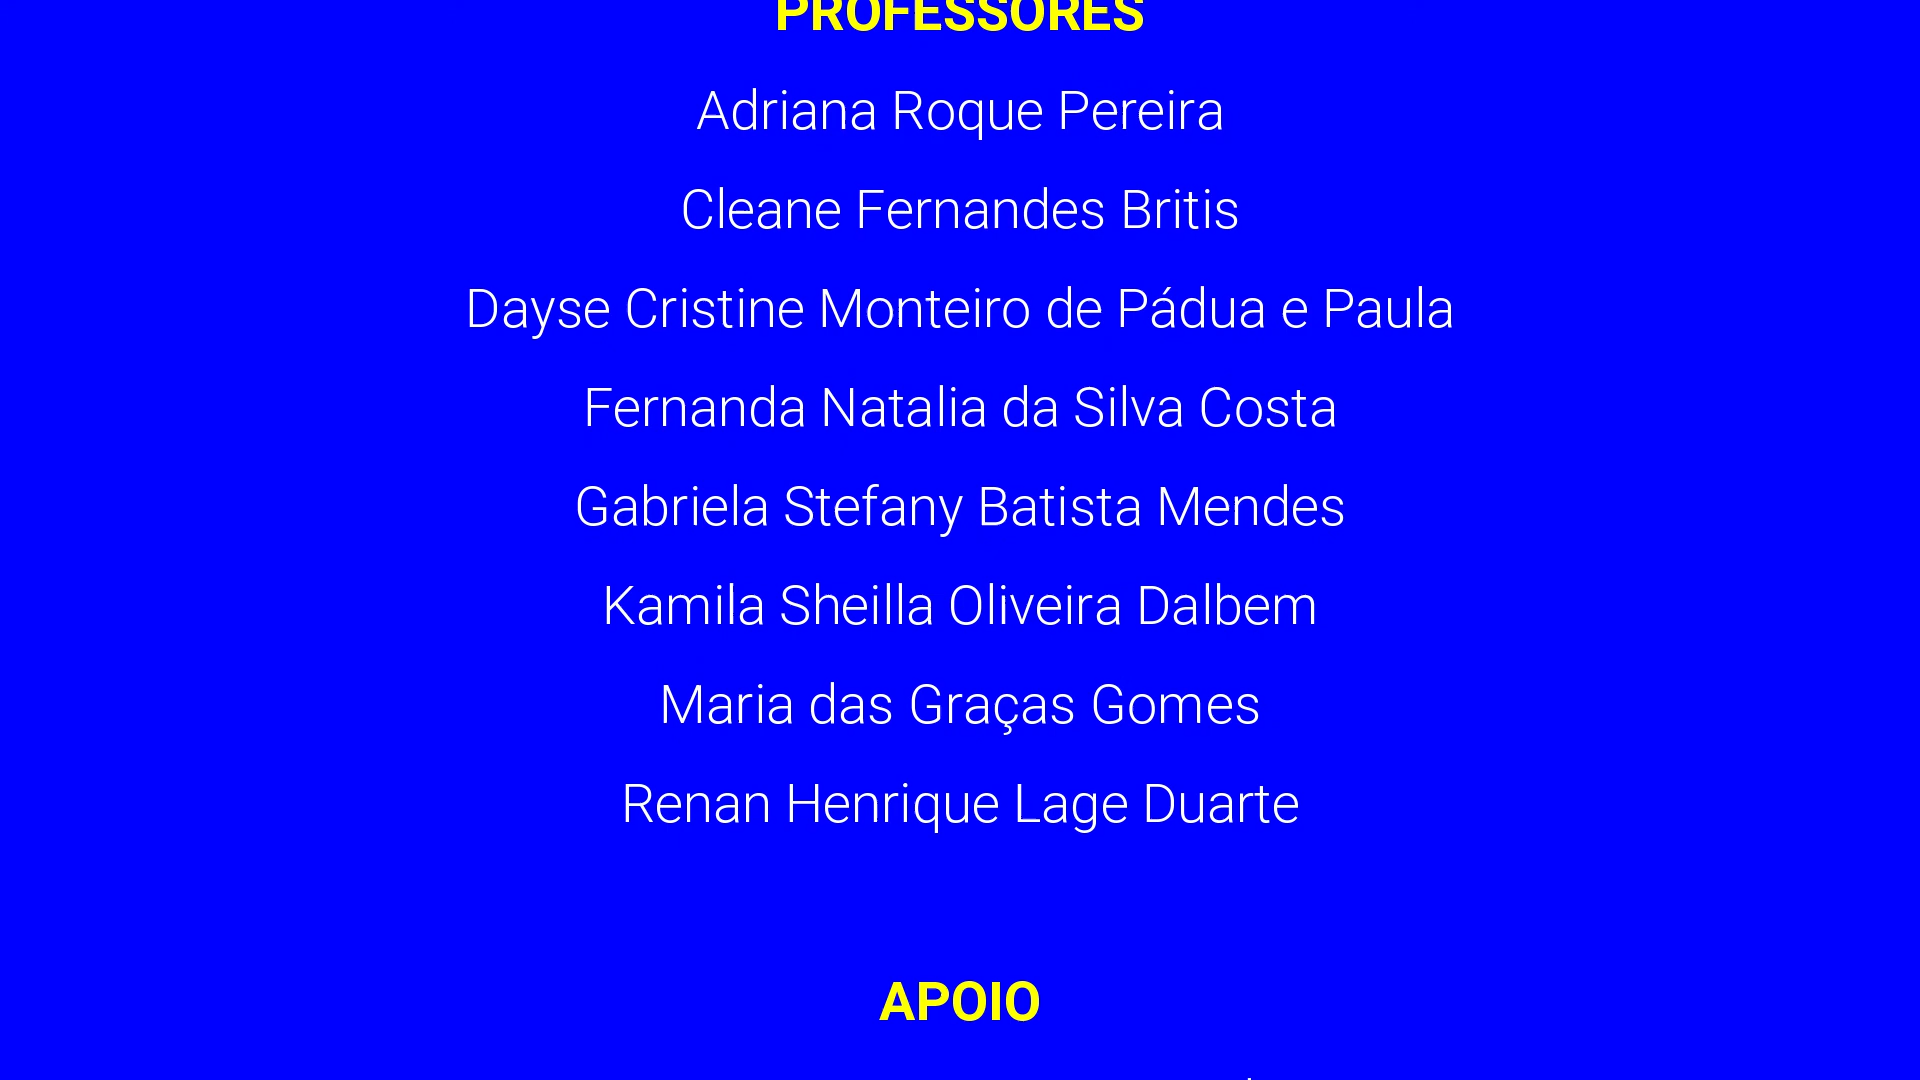 PROFESSORES
Adriana Roque Pereira
Cleane Fernandes Britis
Dayse Cristine Monteiro de Pádua e Paula
Fernanda Natalia da Silva Costa
Gabriela Stefany Batista Mendes
Kamila Sheilla Oliveira Dalbem
Maria das Graças Gomes
Renan Henrique Lage Duarte
APOIO